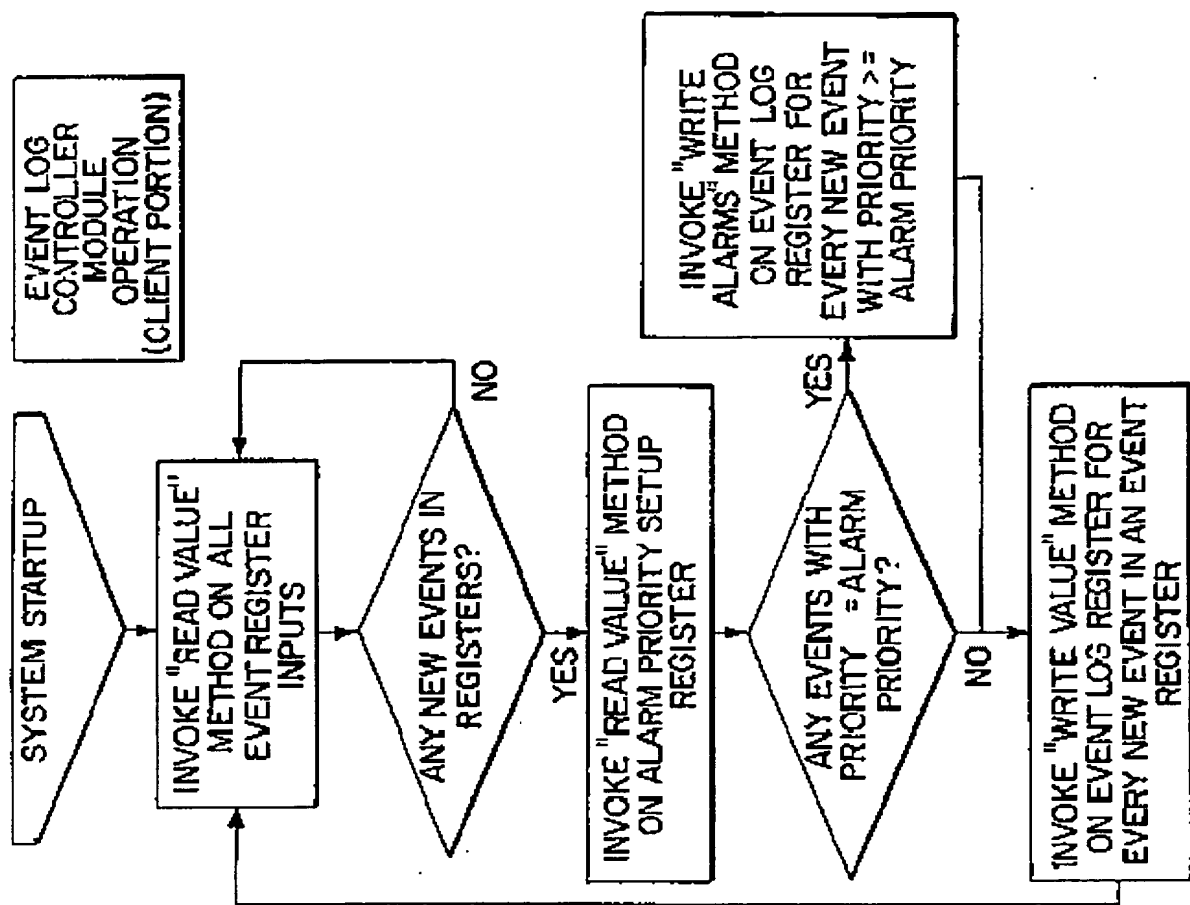 EVENT LOG
CONTROLLER
MODULE
OPERATION
(CLIENT PORTION)
SYSTEM STARTUP
INVOKE "READ VALUE"
METHOD ON ALL
EVENT REGISTER
INPUTS
ANY NEW EVENTS IN
REGISTERS?
NO
YES
INVOKE "READ VALUE" METHOD
ON ALARM PRIORITY SETUP
REGISTER
ANY EVENTS WITH
PRIORITY =ALARM
PRIORITY?
YES
INVOKE "WRITE
ALARMS" METHOD
ON EVENT LOG
REGISTER FOR
EVERY NEW EVENT
WITH PRIORITY >=
ALARM PRIORITY
NO
INVOKE "WRITE VALUE" METHOD
ON EVENT LOG REGISTER FOR
EVERY NEW EVENT IN AN EVENT
REGISTER